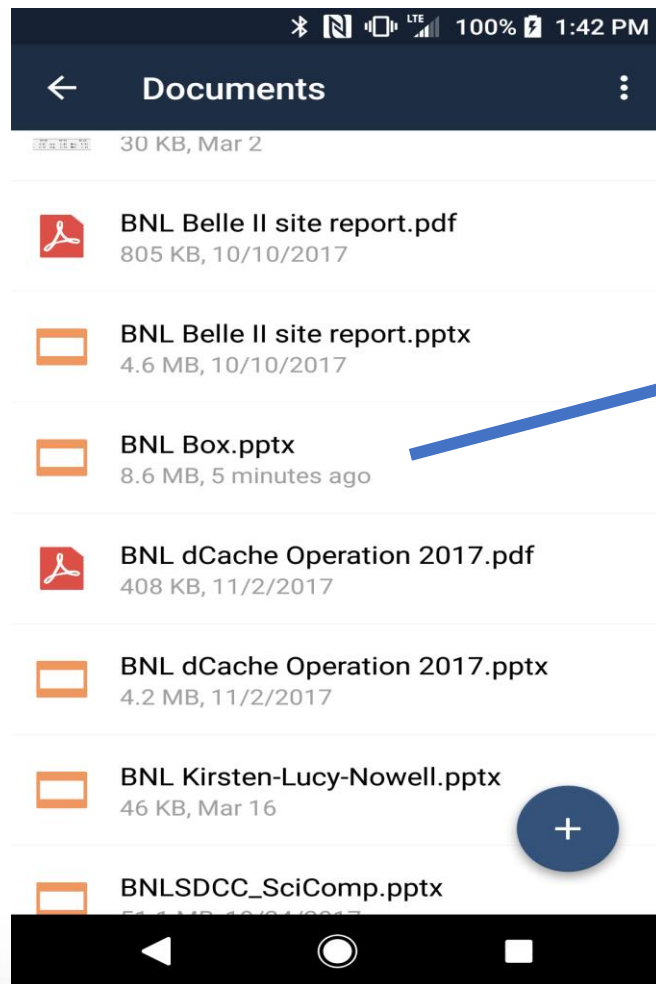 LTE 100% 1:42 PM
Documents
30 KB, Mar 2
BNL Belle II site report.pdf
805 KB, 10/10/2017
BNL Belle II site report.pptx
4.6 MB, 10/10/2017
BNL Box.pptx
8.6 MB, 5 minutes ago
BNL dCache Operation 2017.pdf
408 KB, 11/2/2017
BNL dCache Operation 2017.pptx
4.2 MB, 11/2/2017
BNL Kirsten-Lucy-Nowell.pptx
46 KB, Mar 16
+
BNLSDCC_SciComp.pptx